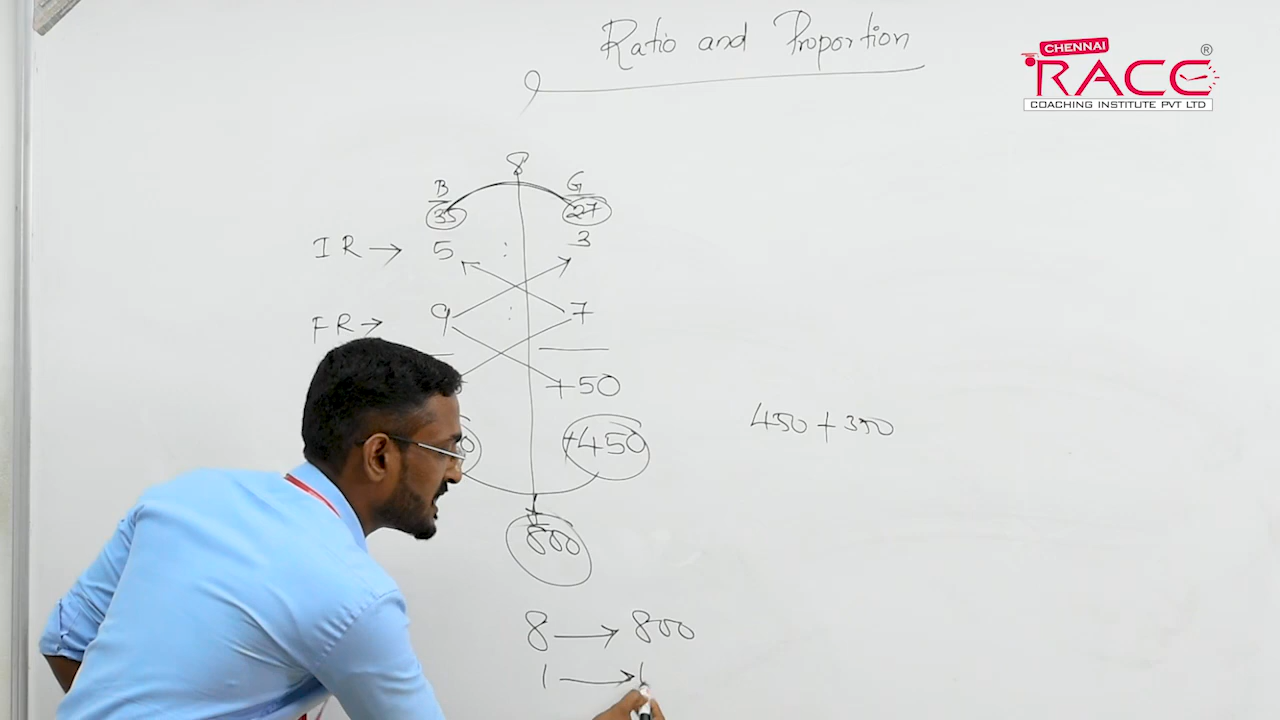 Ratio and Proportion
CHENNAI
RACE ®
COACHING INSTITUTE PVT LTD
8
B G
35 27
IR → 5 : 3
FR → 9 : 7
+50
+450
450 + 350
800
8 → 800
1 → 1